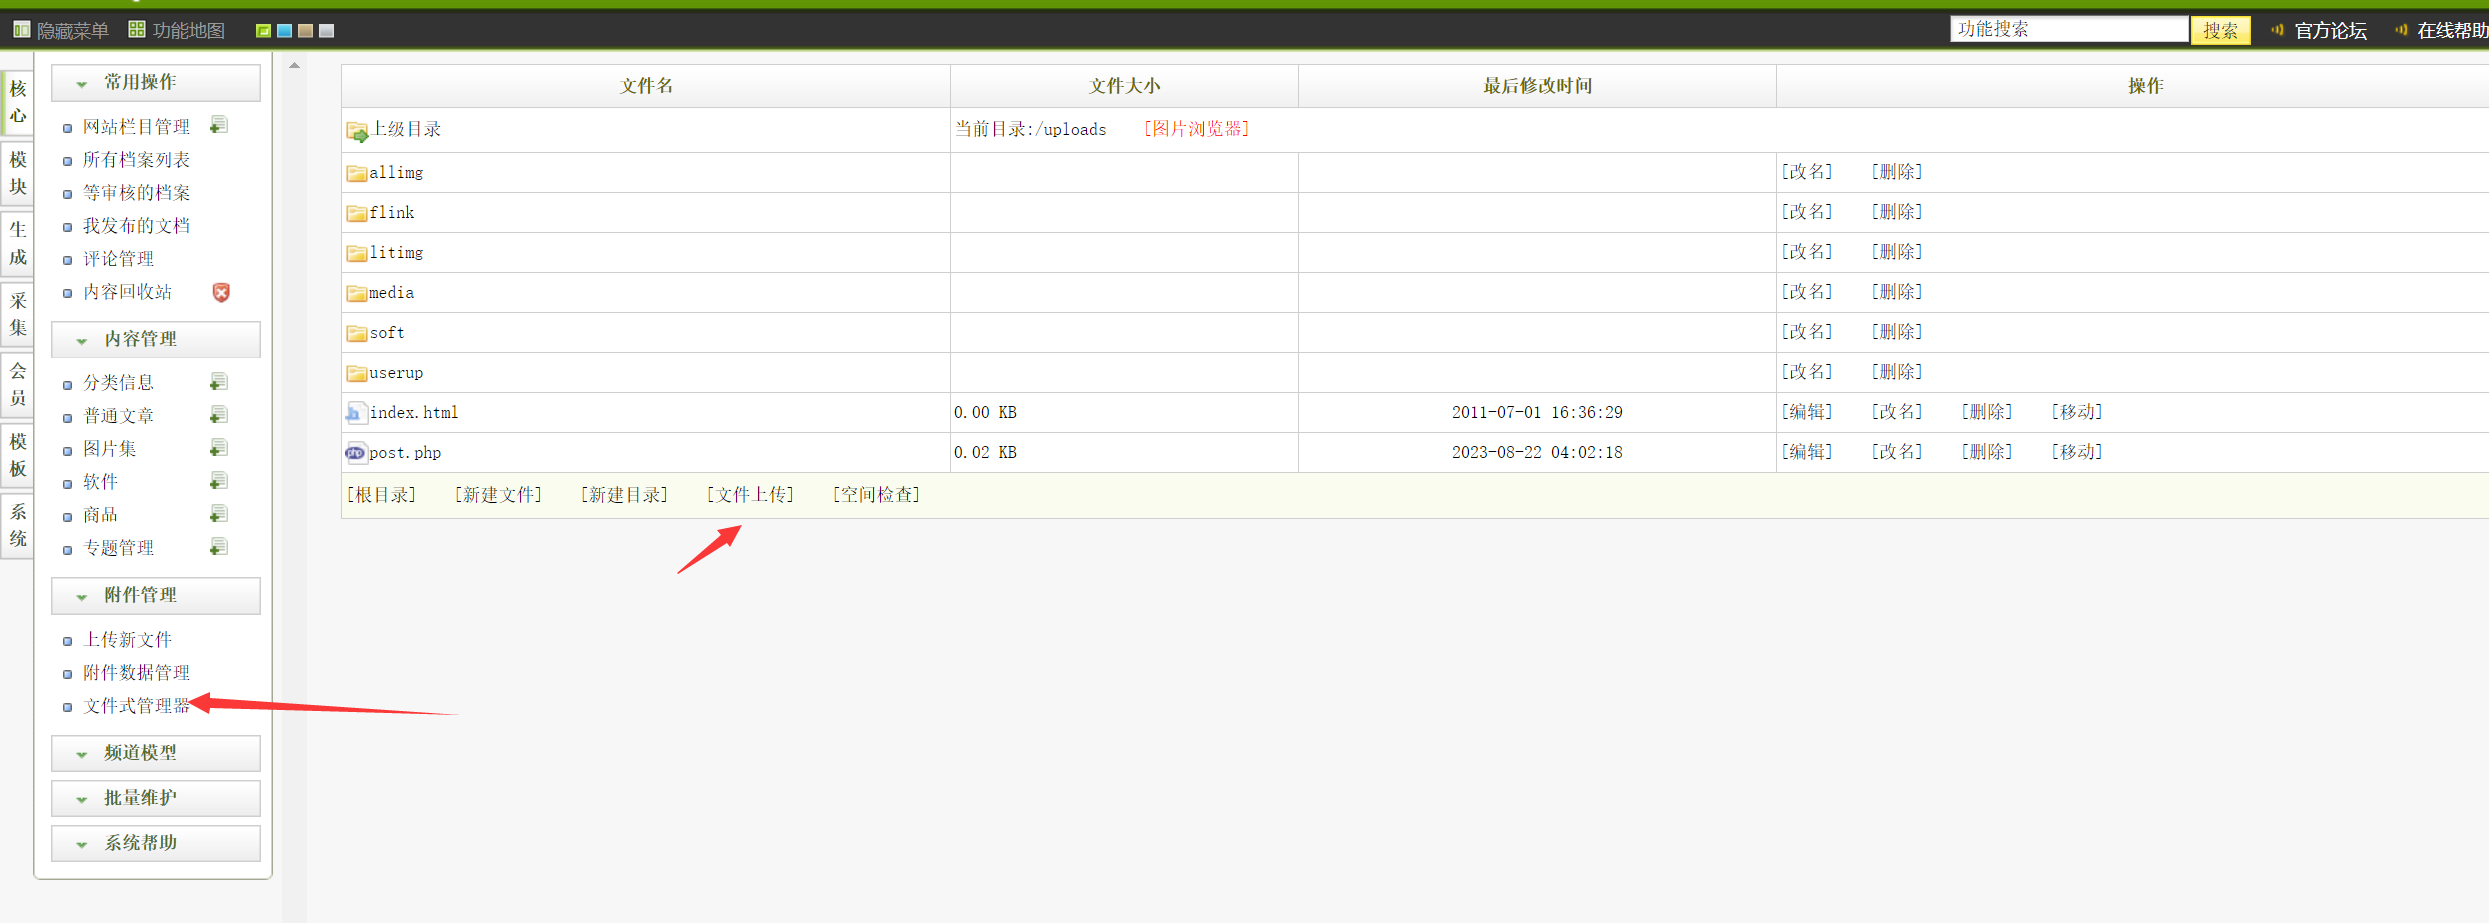 隐藏菜单 功能地图 功能搜索 搜索 官方论坛 在线帮助
核心
模块
生成
采集
会员
模板
系统
常用操作
网站栏目管理
所有档案列表
等审核的档案
我发布的文档
评论管理
内容回收站
内容管理
分类信息
普通文章
图片集
软件
商品
专题管理
附件管理
上传新文件
附件数据管理
文件式管理器
频道模型
批量维护
系统帮助
文件名 文件大小 最后修改时间 操作
上级目录 当前目录:/uploads [图片浏览器]
allimg [改名] [删除]
flink [改名] [删除]
litimg [改名] [删除]
media [改名] [删除]
soft [改名] [删除]
userup [改名] [删除]
index.html 0.00 KB 2011-07-01 16:36:29 [编辑] [改名] [删除] [移动]
post.php 0.02 KB 2023-08-22 04:02:18 [编辑] [改名] [删除] [移动]
[根目录] [新建文件] [新建目录] [文件上传] [空间检查]